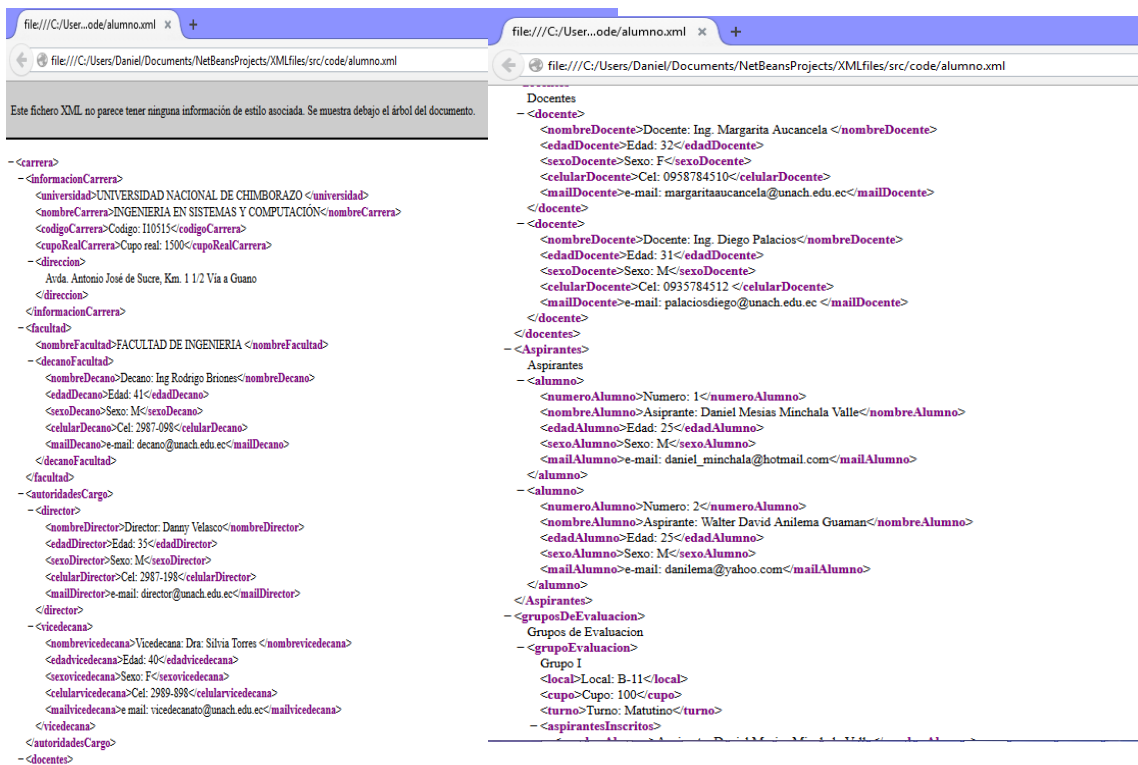 file:///C:/User...ode/alumno.xml × +
file:///C:/Users/Daniel/Documents/NetBeansProjects/XMLfiles/src/code/alumno.xml
Este fichero XML no parece tener ninguna información de estilo asociada. Se muestra debajo el árbol del documento.
−<carrera>
−<informacionCarrera>
<universidad>UNIVERSIDAD NACIONAL DE CHIMBORAZO </universidad>
<nombreCarrera>INGENIERIA EN SISTEMAS Y COMPUTACIÓN</nombreCarrera>
<codigoCarrera>Codigo: I10515</codigoCarrera>
<cupoRealCarrera>Cupo real: 1500</cupoRealCarrera>
−<direccion>
Avda. Antonio José de Sucre, Km. 1 1/2 Vía a Guano
</direccion>
</informacionCarrera>
−<facultad>
<nombreFacultad>FACULTAD DE INGENIERIA </nombreFacultad>
−<decanoFacultad>
<nombreDecano>Decano: Ing Rodrigo Briones</nombreDecano>
<edadDecano>Edad: 41</edadDecano>
<sexoDecano>Sexo: M</sexoDecano>
<celularDecano>Cel: 2987-098</celularDecano>
<mailDecano>e-mail: decano@unach.edu.ec</mailDecano>
</decanoFacultad>
</facultad>
−<autoridadesCargo>
−<director>
<nombreDirector>Director: Danny Velasco</nombreDirector>
<edadDirector>Edad: 35</edadDirector>
<sexoDirector>Sexo: M</sexoDirector>
<celularDirector>Cel: 2987-198</celularDirector>
<mailDirector>e-mail: director@unach.edu.ec</mailDirector>
</director>
−<vicedecana>
<nombrevicedecana>Vicedecana: Dra: Silvia Torres </nombrevicedecana>
<edadvicedecana>Edad: 40</edadvicedecana>
<sexovicedecana>Sexo: F</sexovicedecana>
<celularvicedecana>Cel: 2989-898</celularvicedecana>
<mailvicedecana>e mail: vicedecanato@unach.edu.ec</mailvicedecana>
</vicedecana>
</autoridadesCargo>
−<docentes>
file:///C:/User...ode/alumno.xml × +
file:///C:/Users/Daniel/Documents/NetBeansProjects/XMLfiles/src/code/alumno.xml
Docentes
−<docente>
<nombreDocente>Docente: Ing. Margarita Aucancela </nombreDocente>
<edadDocente>Edad: 32</edadDocente>
<sexoDocente>Sexo: F</sexoDocente>
<celularDocente>Cel: 0958784510</celularDocente>
<mailDocente>e-mail: margaritaaucancela@unach.edu.ec</mailDocente>
</docente>
−<docente>
<nombreDocente>Docente: Ing. Diego Palacios</nombreDocente>
<edadDocente>Edad: 31</edadDocente>
<sexoDocente>Sexo: M</sexoDocente>
<celularDocente>Cel: 0935784512 </celularDocente>
<mailDocente>e-mail: palaciosdiego@unach.edu.ec </mailDocente>
</docente>
</docentes>
−<Aspirantes>
Aspirantes
−<alumno>
<numeroAlumno>Numero: 1</numeroAlumno>
<nombreAlumno>Asiprante: Daniel Mesias Minchala Valle</nombreAlumno>
<edadAlumno>Edad: 25</edadAlumno>
<sexoAlumno>Sexo: M</sexoAlumno>
<mailAlumno>e-mail: daniel_minchala@hotmail.com</mailAlumno>
</alumno>
−<alumno>
<numeroAlumno>Numero: 2</numeroAlumno>
<nombreAlumno>Aspirante: Walter David Anilema Guaman</nombreAlumno>
<edadAlumno>Edad: 25</edadAlumno>
<sexoAlumno>Sexo: M</sexoAlumno>
<mailAlumno>e-mail: danilema@yahoo.com</mailAlumno>
</alumno>
</Aspirantes>
−<gruposDeEvaluacion>
Grupos de Evaluacion
−<grupoEvaluacion>
Grupo I
<local>Local: B-11</local>
<cupo>Cupo: 100</cupo>
<turno>Turno: Matutino</turno>
−<aspirantesInscritos>